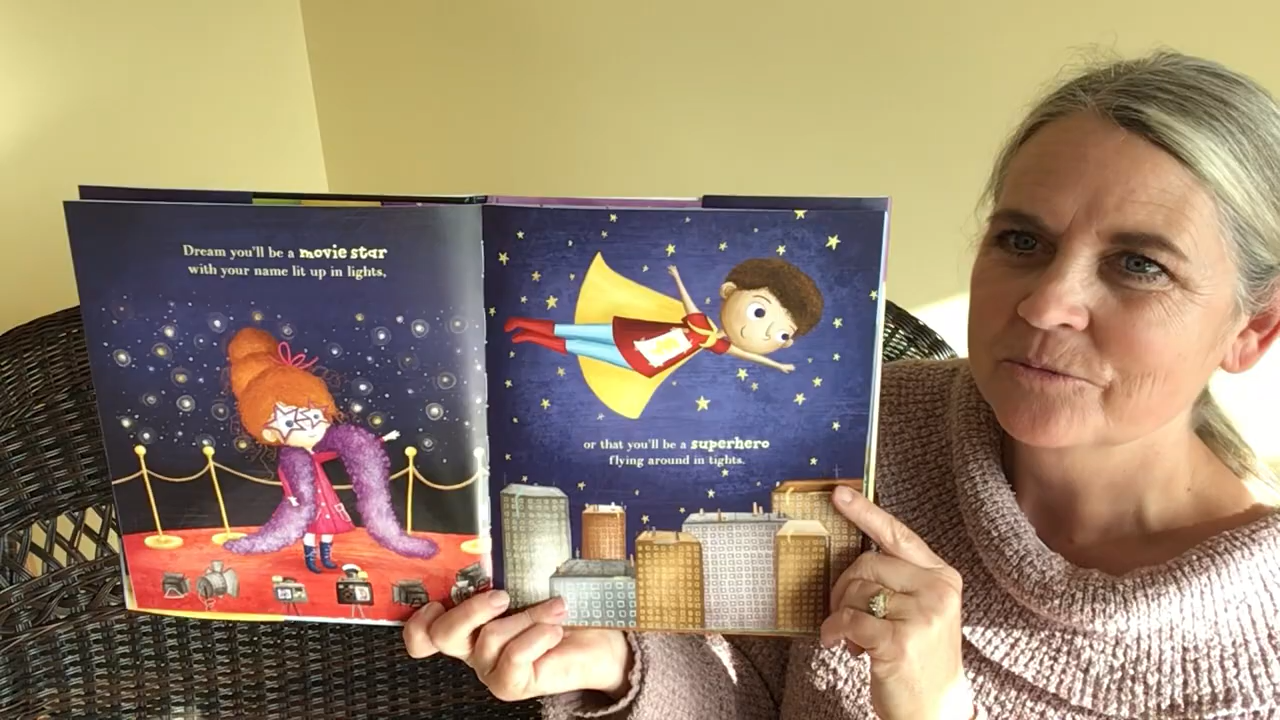 Dream you'll be a movie star
with your name lit up in lights,
or that you'll be a superhero
flying around in tights.